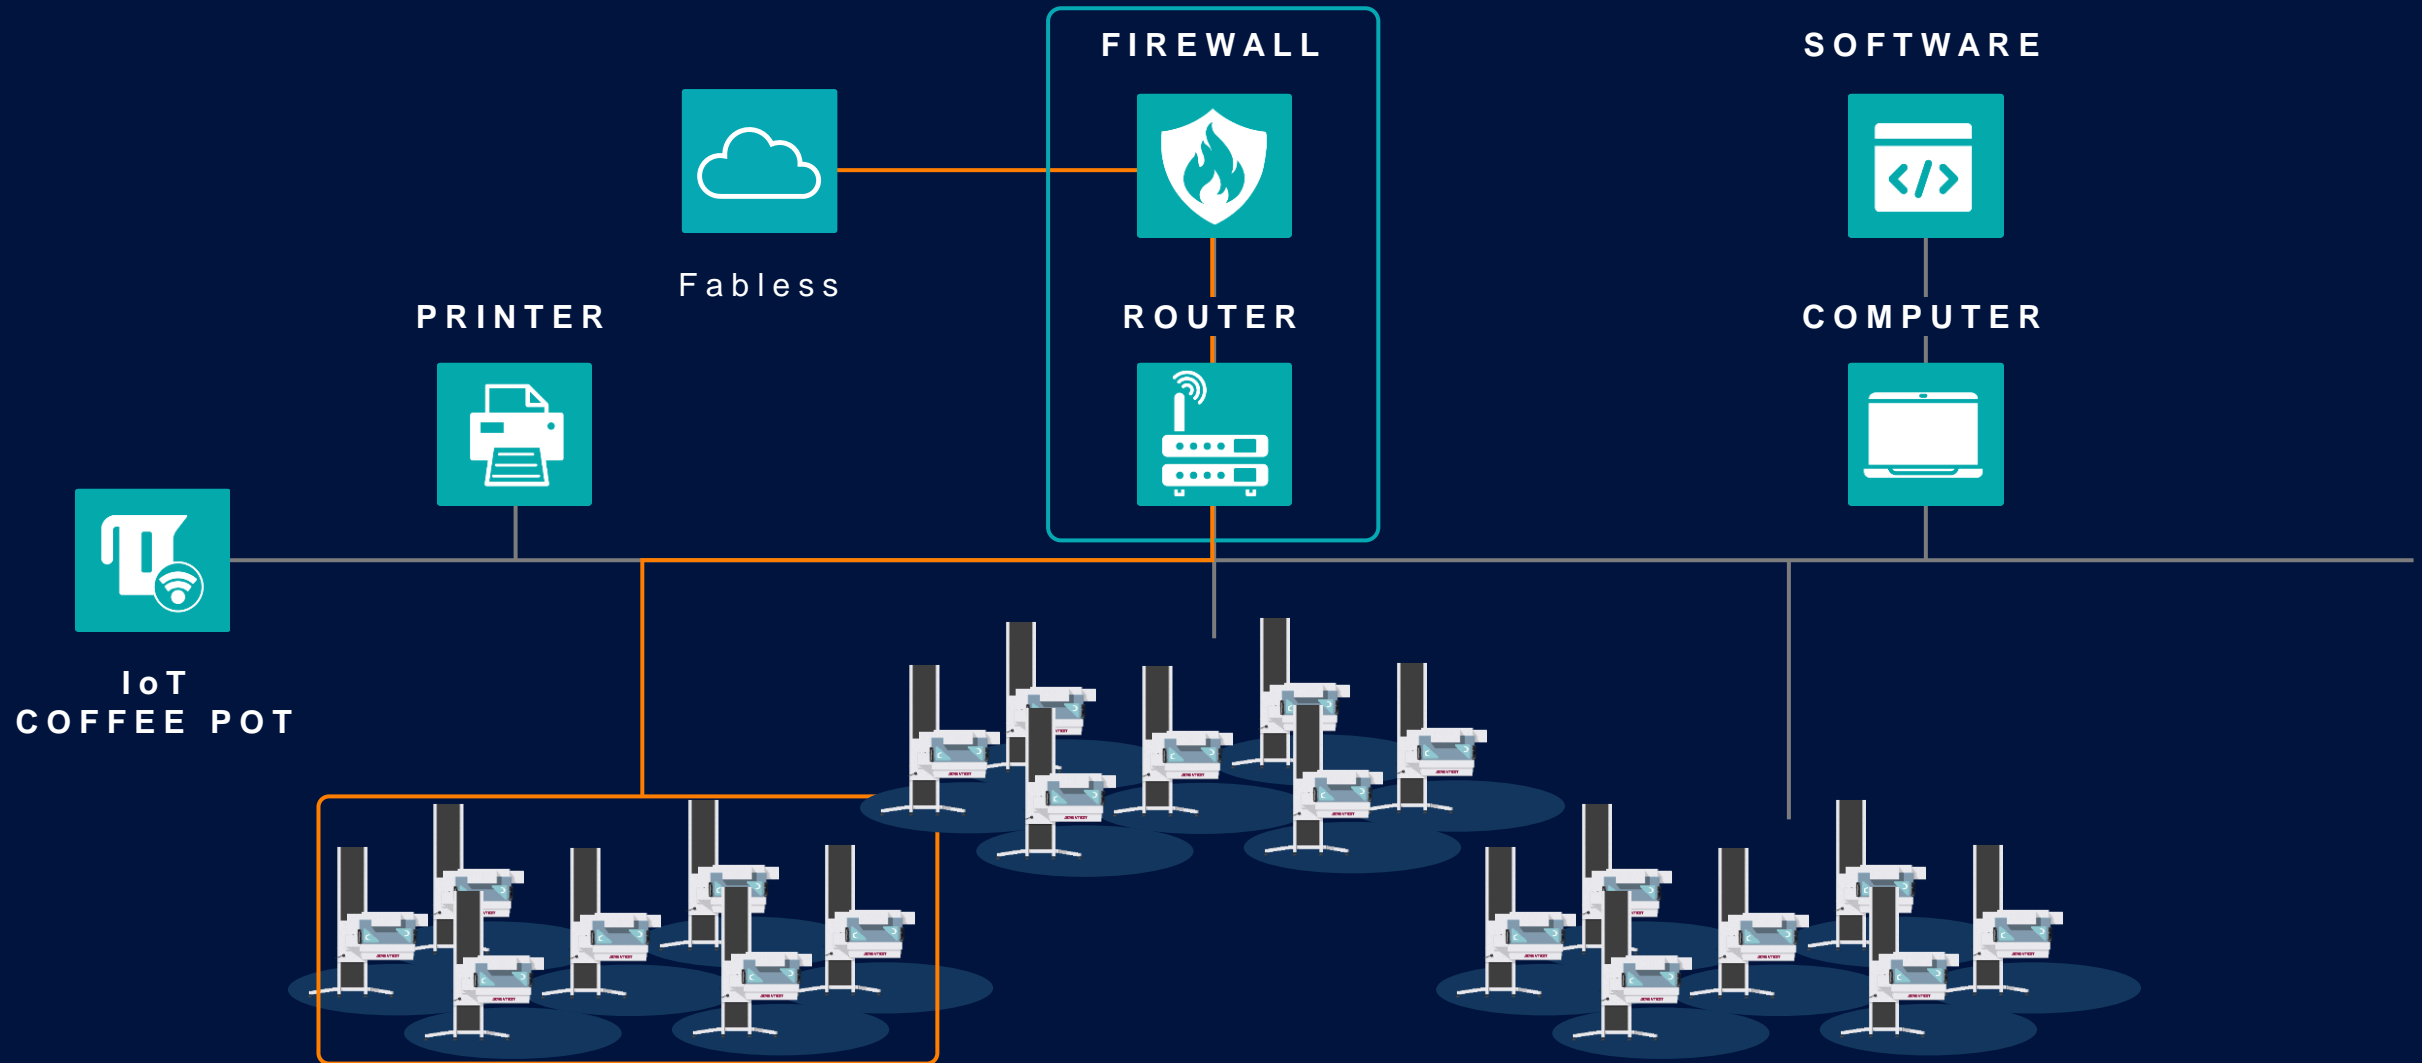 FIREWALL
SOFTWARE
Fabless
PRINTER
ROUTER
COMPUTER
IoT
COFFEE POT